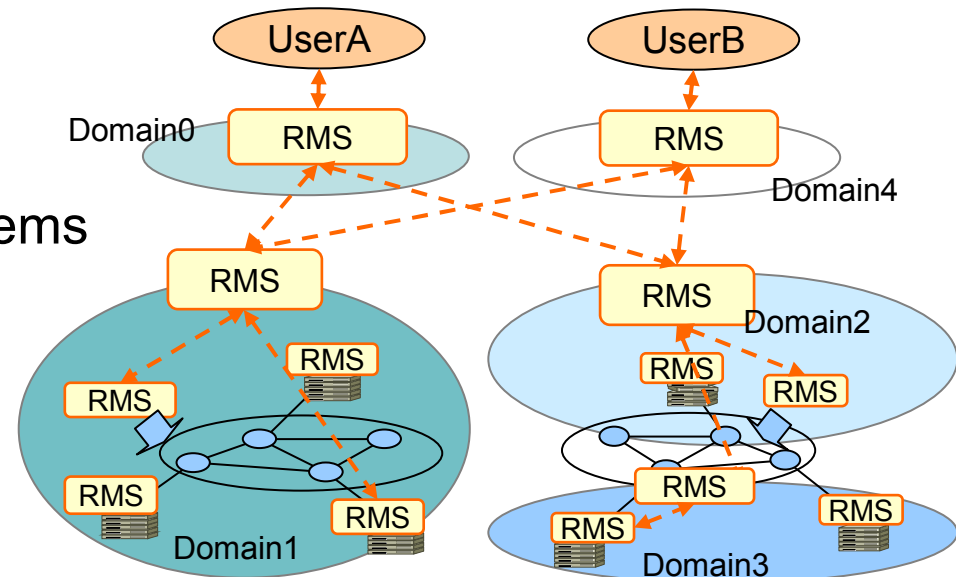 UserA
UserB
Domain0
RMS
RMS
Domain4
ems
RMS
RMS
Domain2
RMS
RMS
RMS
RMS
RMS
RMS
RMS
RMS
RMS
Domain1
RMS
Domain3